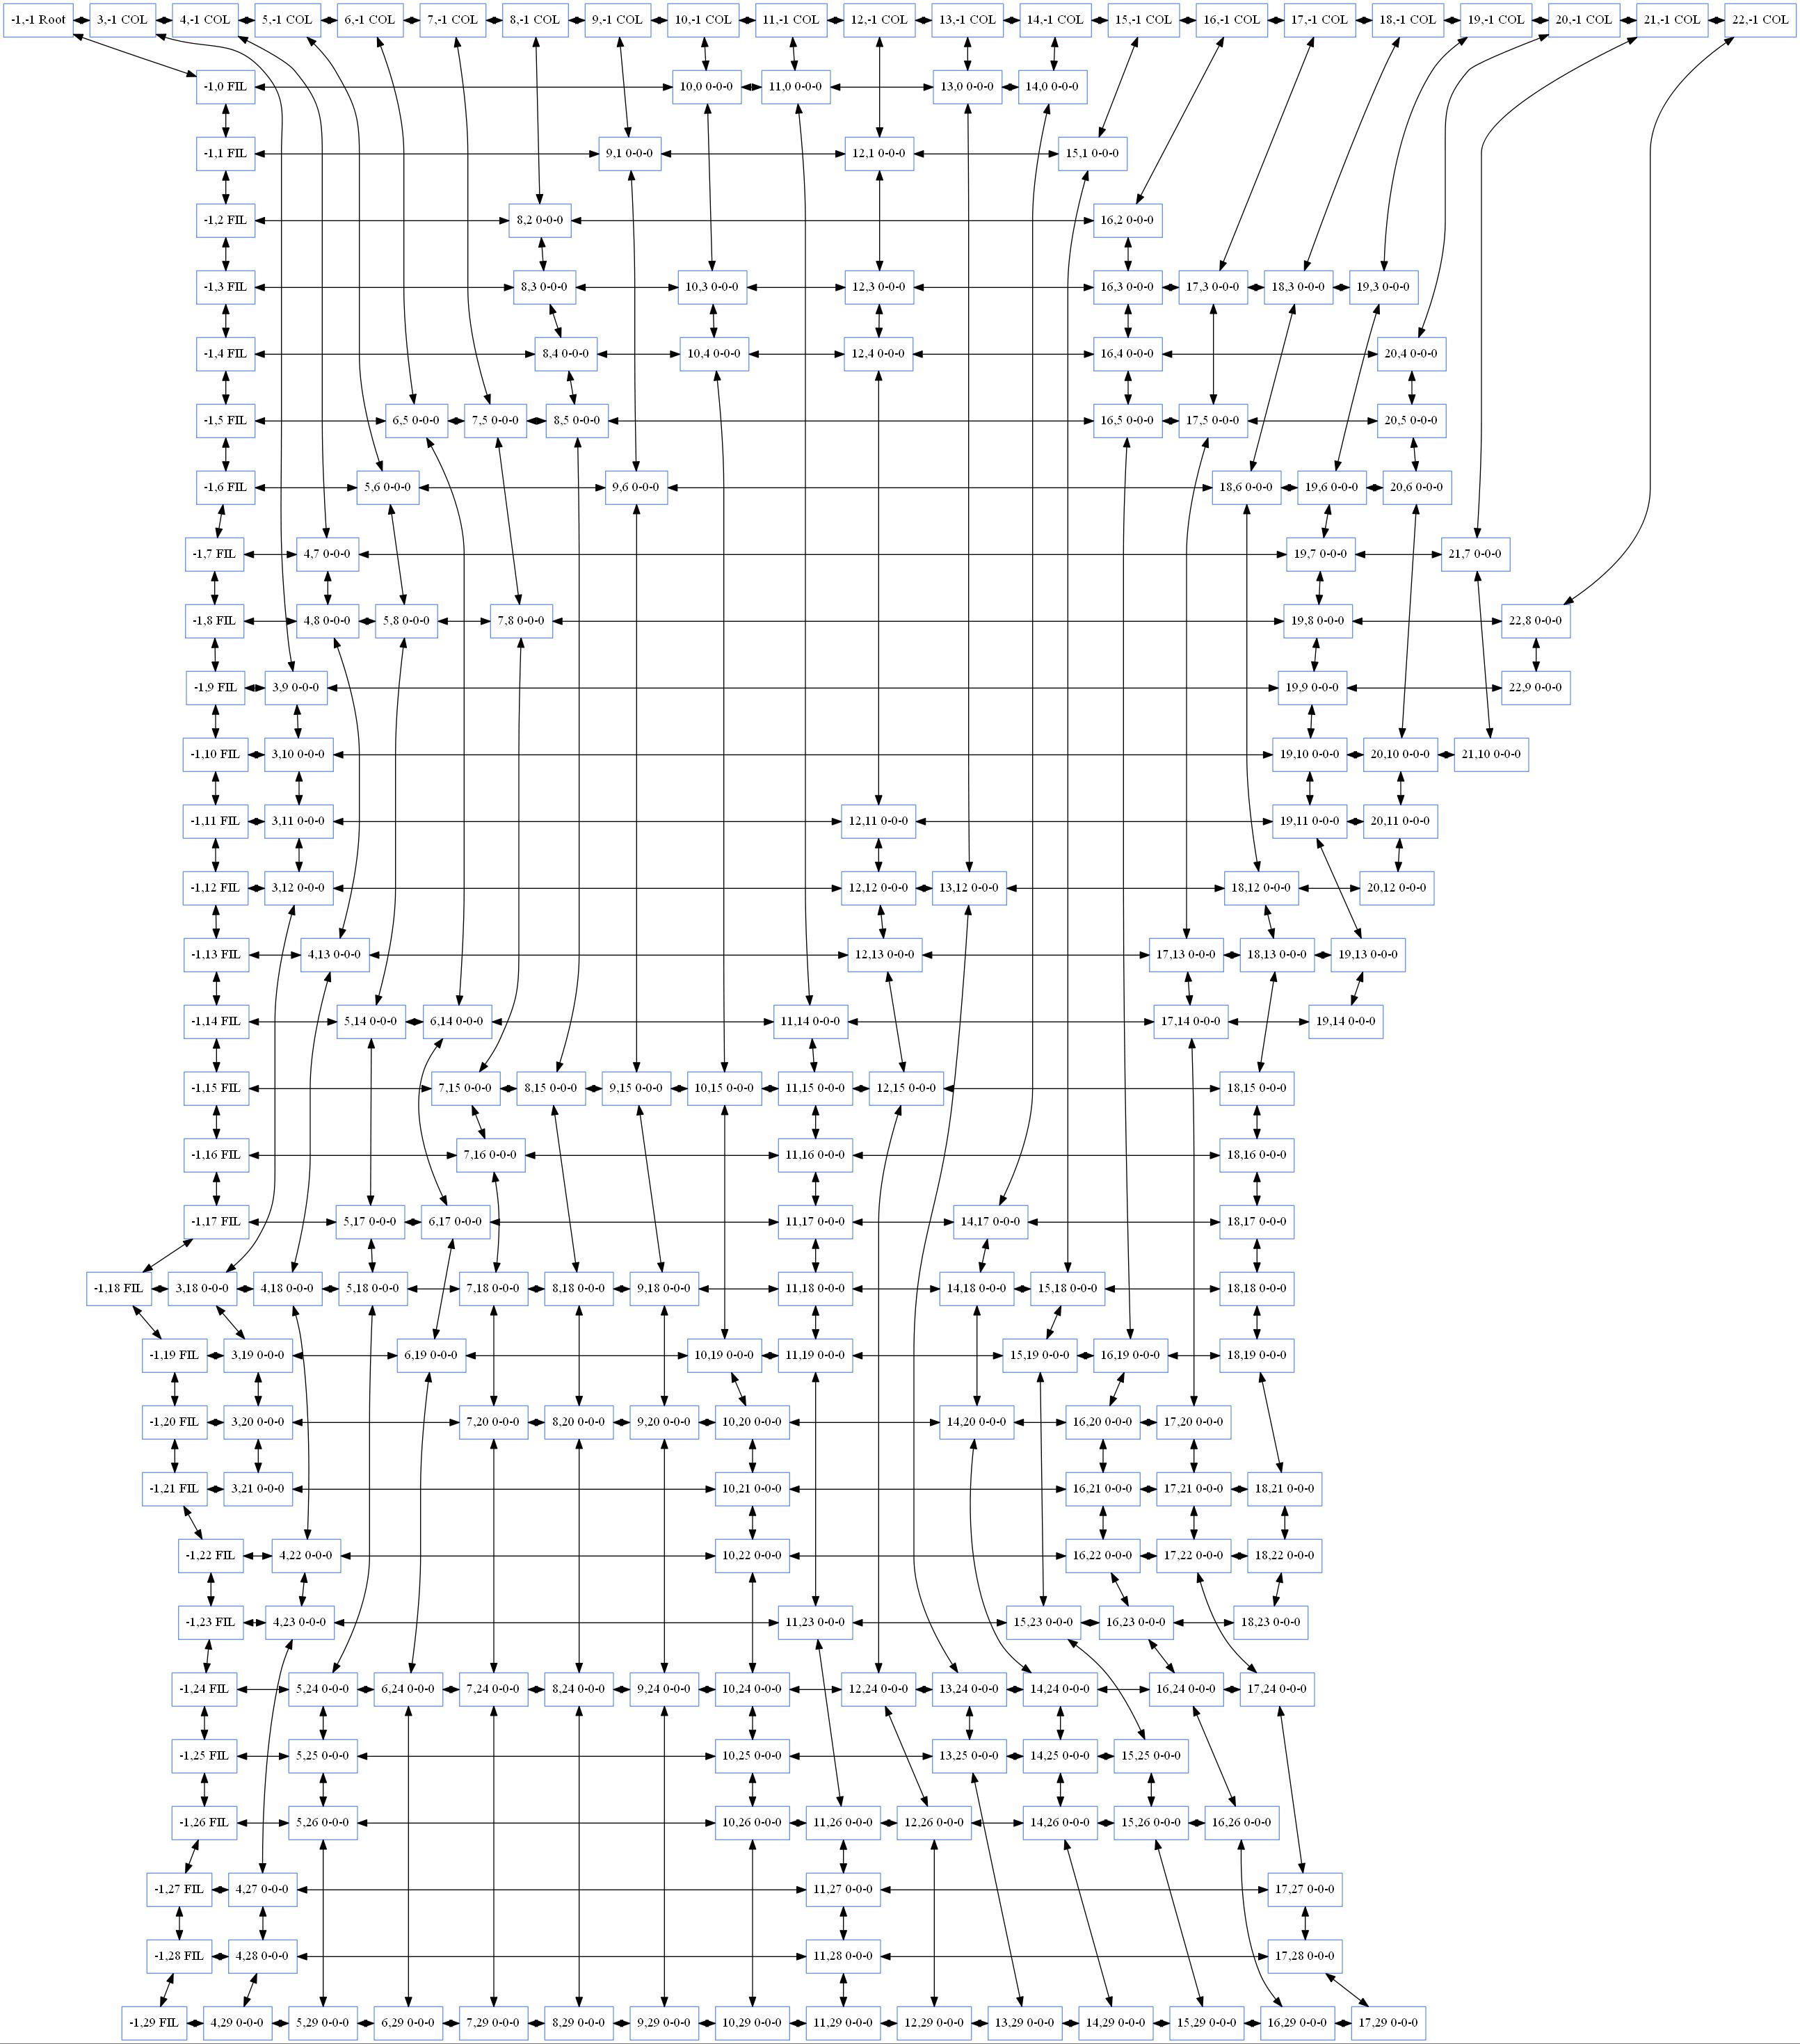 -1,-1 Root 3,-1 COL 4,-1 COL 5,-1 COL 6,-1 COL 7,-1 COL 8,-1 COL 9,-1 COL 10,-1 COL 11,-1 COL 12,-1 COL 13,-1 COL 14,-1 COL 15,-1 COL 16,-1 COL 17,-1 COL 18,-1 COL 19,-1 COL 20,-1 COL 21,-1 COL 22,-1 COL
-1,0 FIL 10,0 0-0-0 11,0 0-0-0 13,0 0-0-0 14,0 0-0-0
-1,1 FIL 9,1 0-0-0 12,1 0-0-0 15,1 0-0-0
-1,2 FIL 8,2 0-0-0 16,2 0-0-0
-1,3 FIL 8,3 0-0-0 10,3 0-0-0 12,3 0-0-0 16,3 0-0-0 17,3 0-0-0 18,3 0-0-0 19,3 0-0-0
-1,4 FIL 8,4 0-0-0 10,4 0-0-0 12,4 0-0-0 16,4 0-0-0 20,4 0-0-0
-1,5 FIL 6,5 0-0-0 7,5 0-0-0 8,5 0-0-0 16,5 0-0-0 17,5 0-0-0 20,5 0-0-0
-1,6 FIL 5,6 0-0-0 9,6 0-0-0 18,6 0-0-0 19,6 0-0-0 20,6 0-0-0
-1,7 FIL 4,7 0-0-0 19,7 0-0-0 21,7 0-0-0
-1,8 FIL 4,8 0-0-0 5,8 0-0-0 7,8 0-0-0 19,8 0-0-0 22,8 0-0-0
-1,9 FIL 3,9 0-0-0 19,9 0-0-0 22,9 0-0-0
-1,10 FIL 3,10 0-0-0 19,10 0-0-0 20,10 0-0-0 21,10 0-0-0
-1,11 FIL 3,11 0-0-0 12,11 0-0-0 19,11 0-0-0 20,11 0-0-0
-1,12 FIL 3,12 0-0-0 12,12 0-0-0 13,12 0-0-0 18,12 0-0-0 20,12 0-0-0
-1,13 FIL 4,13 0-0-0 12,13 0-0-0 17,13 0-0-0 18,13 0-0-0 19,13 0-0-0
-1,14 FIL 5,14 0-0-0 6,14 0-0-0 11,14 0-0-0 17,14 0-0-0 19,14 0-0-0
-1,15 FIL 7,15 0-0-0 8,15 0-0-0 9,15 0-0-0 10,15 0-0-0 11,15 0-0-0 12,15 0-0-0 18,15 0-0-0
-1,16 FIL 7,16 0-0-0 11,16 0-0-0 18,16 0-0-0
-1,17 FIL 5,17 0-0-0 6,17 0-0-0 11,17 0-0-0 14,17 0-0-0 18,17 0-0-0
-1,18 FIL 3,18 0-0-0 4,18 0-0-0 5,18 0-0-0 7,18 0-0-0 8,18 0-0-0 9,18 0-0-0 11,18 0-0-0 14,18 0-0-0 15,18 0-0-0 18,18 0-0-0
-1,19 FIL 3,19 0-0-0 6,19 0-0-0 10,19 0-0-0 11,19 0-0-0 15,19 0-0-0 16,19 0-0-0 18,19 0-0-0
-1,20 FIL 3,20 0-0-0 7,20 0-0-0 8,20 0-0-0 9,20 0-0-0 10,20 0-0-0 14,20 0-0-0 16,20 0-0-0 17,20 0-0-0
-1,21 FIL 3,21 0-0-0 10,21 0-0-0 16,21 0-0-0 17,21 0-0-0 18,21 0-0-0
-1,22 FIL 4,22 0-0-0 10,22 0-0-0 16,22 0-0-0 17,22 0-0-0 18,22 0-0-0
-1,23 FIL 4,23 0-0-0 11,23 0-0-0 15,23 0-0-0 16,23 0-0-0 18,23 0-0-0
-1,24 FIL 5,24 0-0-0 6,24 0-0-0 7,24 0-0-0 8,24 0-0-0 9,24 0-0-0 10,24 0-0-0 12,24 0-0-0 13,24 0-0-0 14,24 0-0-0 16,24 0-0-0 17,24 0-0-0
-1,25 FIL 5,25 0-0-0 10,25 0-0-0 13,25 0-0-0 14,25 0-0-0 15,25 0-0-0
-1,26 FIL 5,26 0-0-0 10,26 0-0-0 11,26 0-0-0 12,26 0-0-0 14,26 0-0-0 15,26 0-0-0 16,26 0-0-0
-1,27 FIL 4,27 0-0-0 11,27 0-0-0 17,27 0-0-0
-1,28 FIL 4,28 0-0-0 11,28 0-0-0 17,28 0-0-0
-1,29 FIL 4,29 0-0-0 5,29 0-0-0 6,29 0-0-0 7,29 0-0-0 8,29 0-0-0 9,29 0-0-0 10,29 0-0-0 11,29 0-0-0 12,29 0-0-0 13,29 0-0-0 14,29 0-0-0 15,29 0-0-0 16,29 0-0-0 17,29 0-0-0